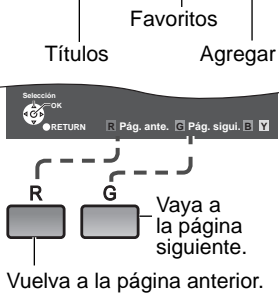 Favoritos
Títulos Agregar
Selección
OK
RETURN R Pág. ante. G Pág. sigui. B Y
R G
Vaya a
la página
siguiente.
Vuelva a la página anterior.